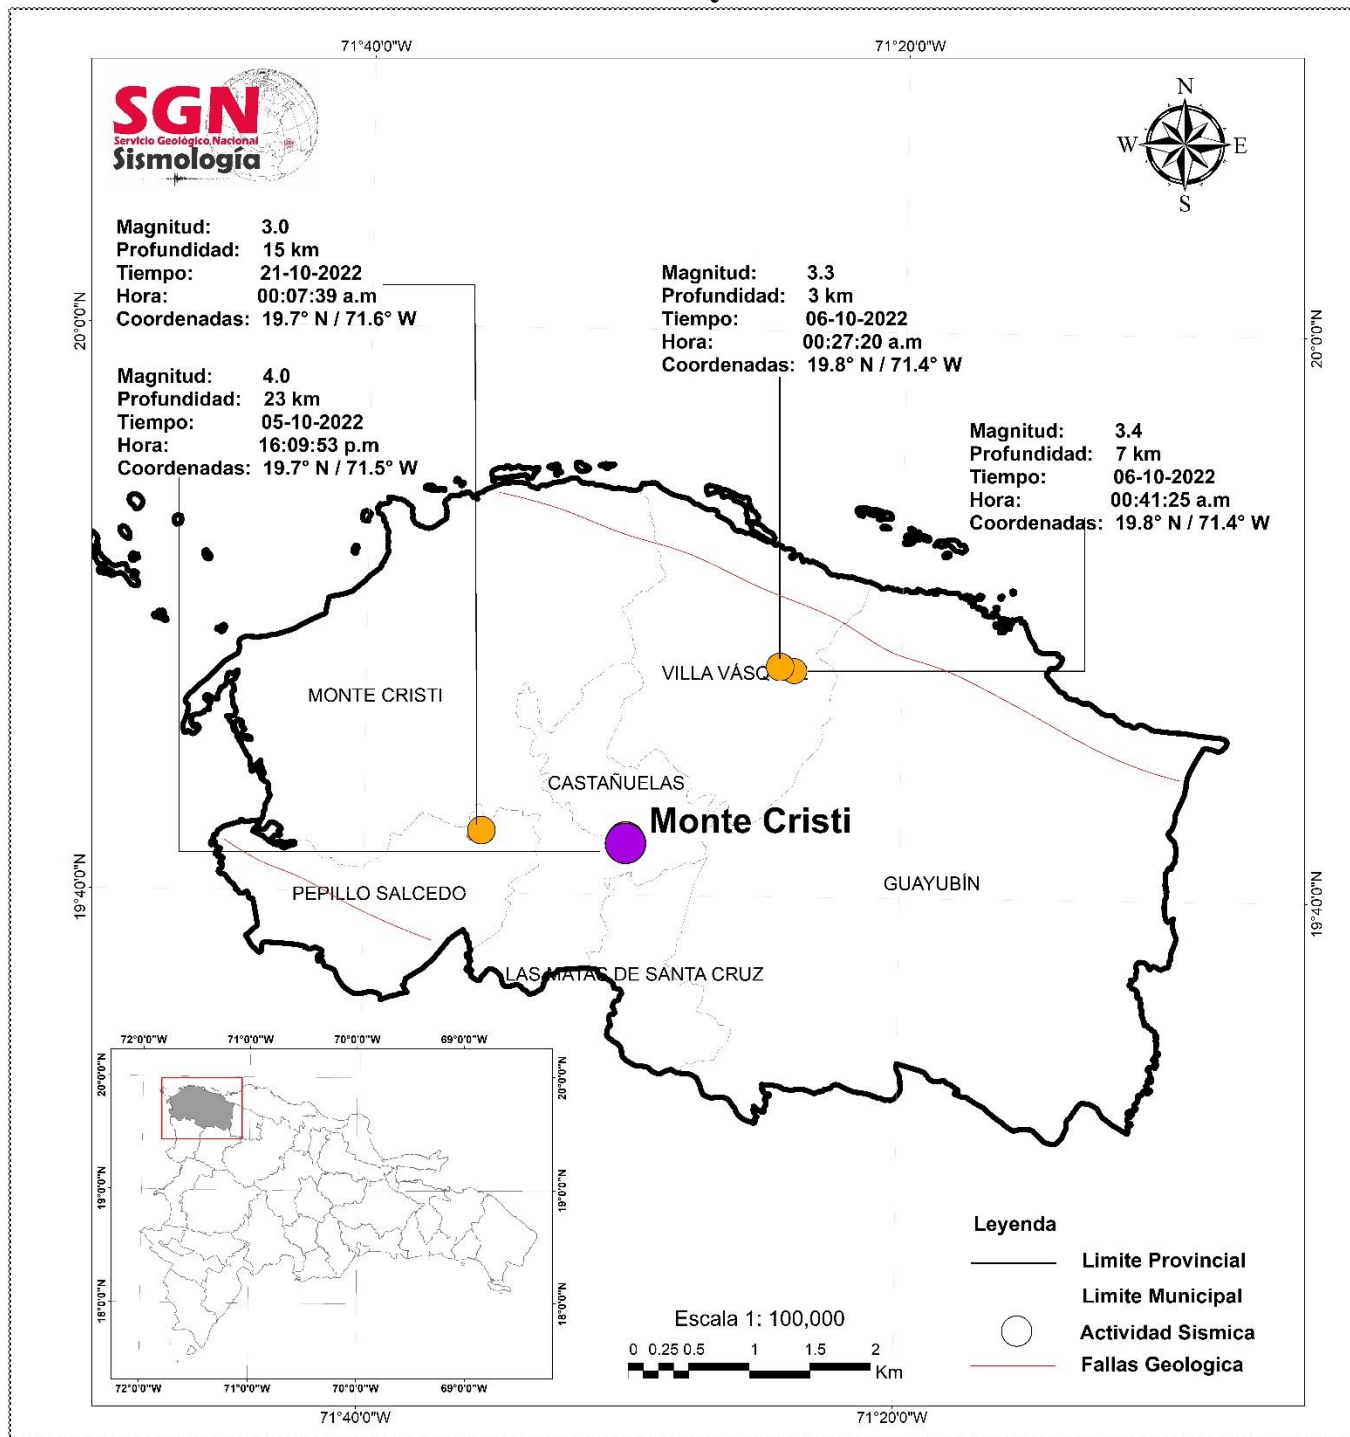 71°40'0"W
71°20'0"W
SGN
Servicio Geológico Nacional
Sismología
N
W
E
S
Magnitud: 3.0
Profundidad: 15 km
Tiempo: 21-10-2022
Hora: 00:07:39 a.m
Coordenadas: 19.7° N / 71.6° W
Magnitud: 3.3
Profundidad: 3 km
Tiempo: 06-10-2022
Hora: 00:27:20 a.m
Coordenadas: 19.8° N / 71.4° W
Magnitud: 4.0
Profundidad: 23 km
Tiempo: 05-10-2022
Hora: 16:09:53 p.m
Coordenadas: 19.7° N / 71.5° W
Magnitud: 3.4
Profundidad: 7 km
Tiempo: 06-10-2022
Hora: 00:41:25 a.m
Coordenadas: 19.8° N / 71.4° W
20°0'0"N
20°0'0"N
MONTE CRISTI
CASTAÑUELAS
Monte Cristi
GUAYUBÍN
PEPILLO SALCEDO
LAS MATAS DE SANTA CRUZ
19°40'0"N
19°40'0"N
72°0'0"W
71°0'0"W
70°0'0"W
69°0'0"W
20°0'0"N
20°0'0"N
19°0'0"N
19°0'0"N
18°0'0"N
18°0'0"N
72°0'0"W
71°0'0"W
70°0'0"W
69°0'0"W
Leyenda
Limite Provincial
Limite Municipal
Actividad Sismica
Fallas Geologica
Escala 1: 100,000
0 0.25 0.5 1 1.5 2
Km
71°40'0"W
71°20'0"W
VILLA